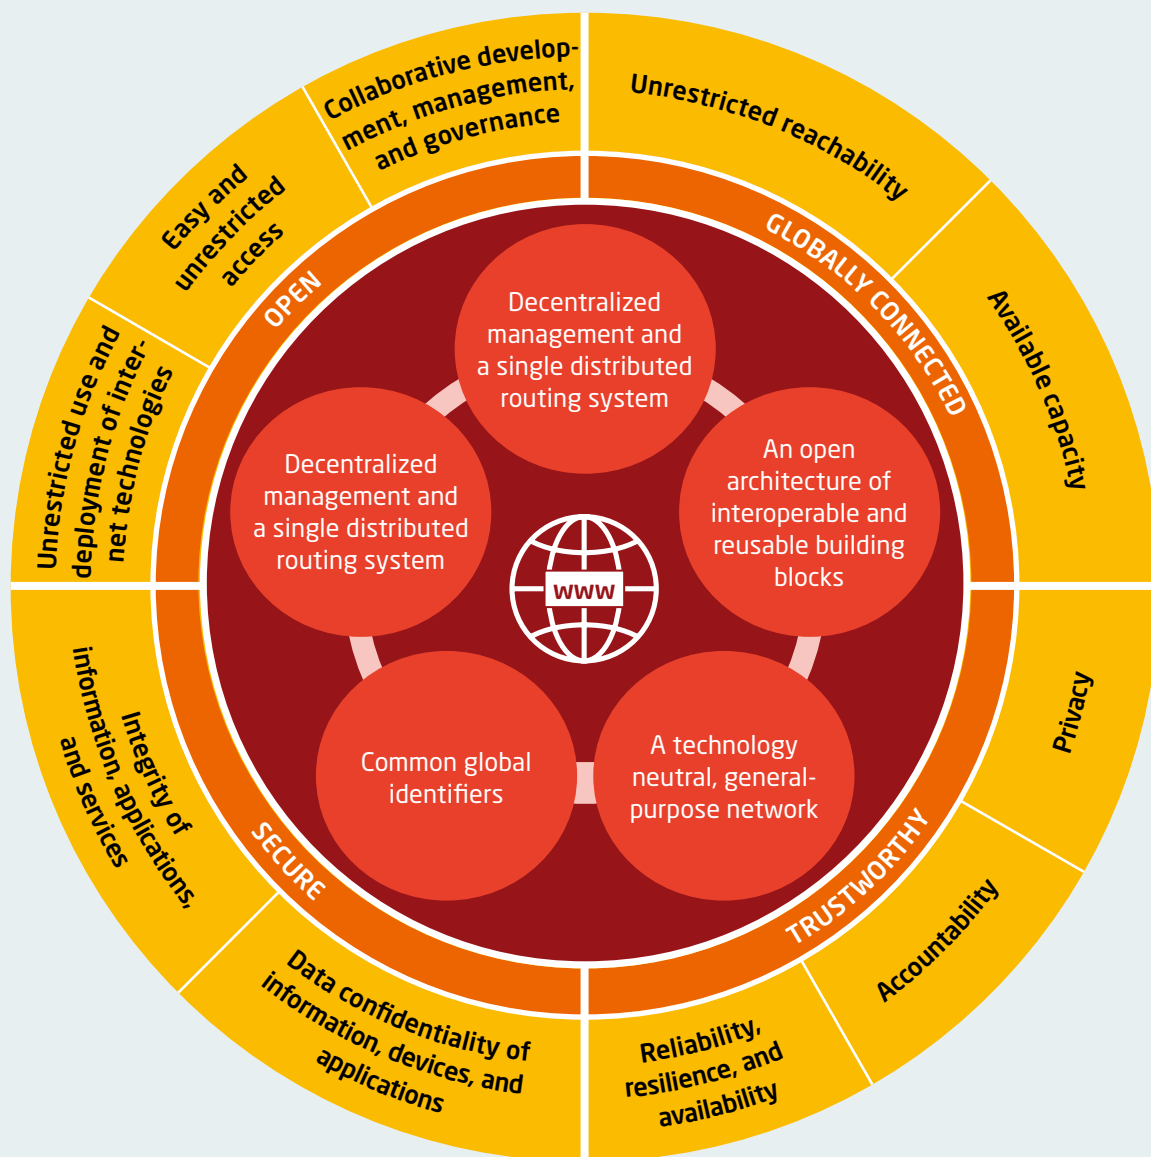 Collaborative develop-
ment, management,
and governance
Unrestricted reachability
Easy and
unrestricted
access
Available capacity
Unrestricted use and
deployment of inter-
net technologies
OPEN
GLOBALLY CONNECTED
Decentralized
management and
a single distributed
routing system
Decentralized
management and
a single distributed
routing system
An open
architecture of
interoperable and
reusable building
blocks
www
Common global
identifiers
A technology
neutral, general-
purpose network
SECURE
TRUSTWORTHY
Integrity of
information, applications,
and services
Privacy
Accountability
Data confidentiality of
information, devices, and
applications
Reliability,
resilience, and
availability